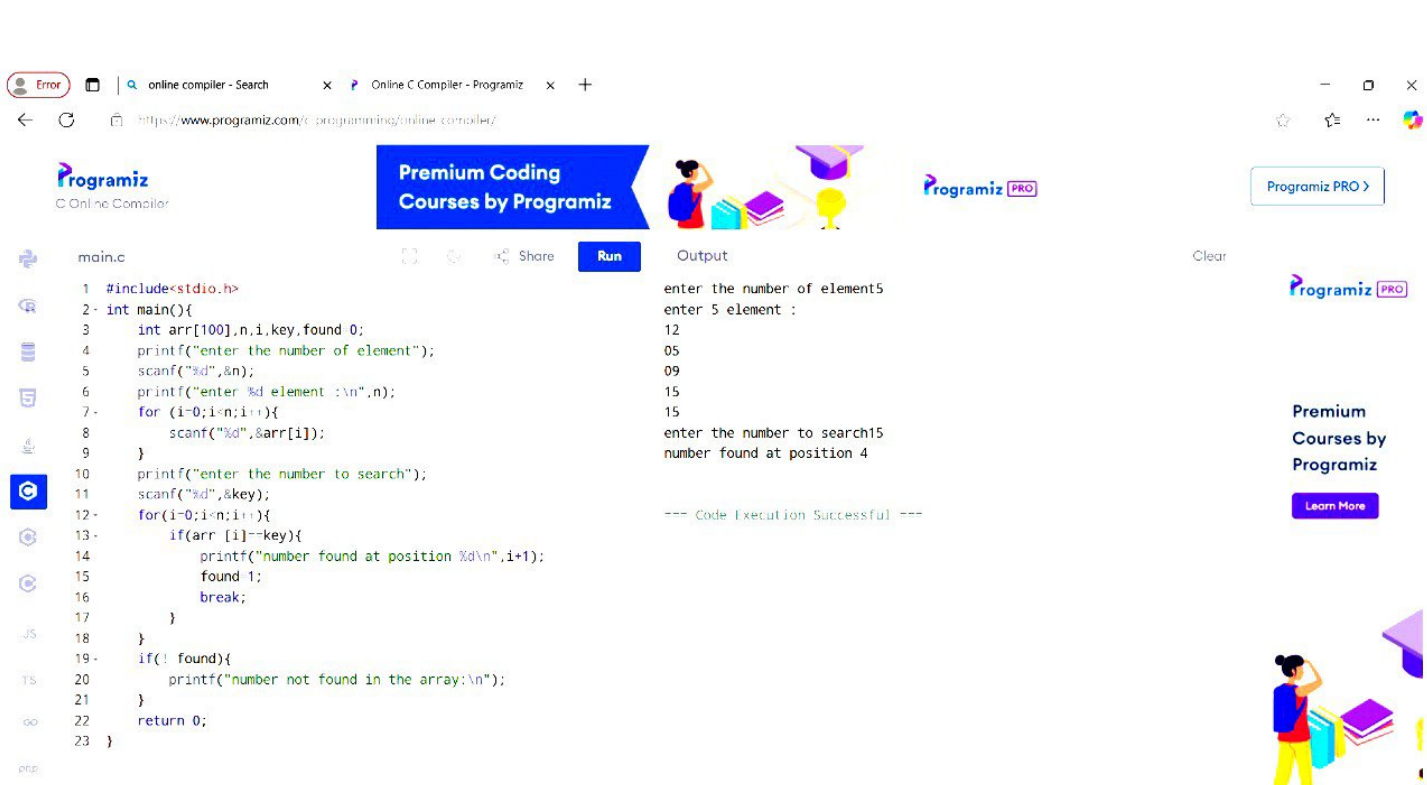 Error
online compiler - Search
Online C Compiler - Programiz
https://www.programiz.com/c-programming/online-compiler/
Programiz
C Online Compiler
Premium Coding
Courses by Programiz
Programiz PRO
Programiz PRO >
main.c
Share
Run
Output
Clear
1 #include<stdio.h>
2 - int main(){
3 int arr[100],n,i,key,found=0;
4 printf("enter the number of element");
5 scanf("%d",&n);
6 printf("enter %d element :\n",n);
7 - for (i=0;i<n;i++){
8 scanf("%d",&arr[i]);
9 }
10 printf("enter the number to search");
11 scanf("%d",&key);
12 - for(i=0;i<n;i++){
13 - if(arr [i]==key){
14 printf("number found at position %d\n",i+1);
15 found=1;
16 break;
17 }
18 }
19 - if(! found){
20 printf("number not found in the array:\n");
21 }
22 return 0;
23 }
enter the number of element5
enter 5 element :
12
05
09
15
15
enter the number to search15
number found at position 4
=== Code Execution Successful ===
Programiz PRO
Premium
Courses by
Programiz
Learn More
JS
TS
GO
php